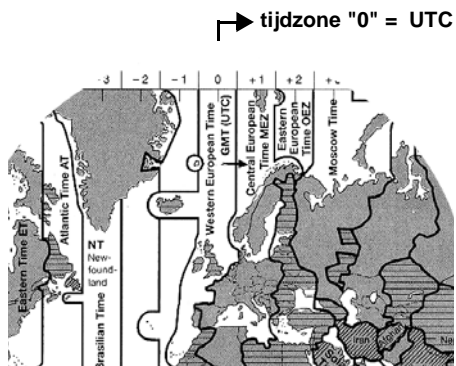 tijdzone "0" = UTC
-3 -2 -1 0 +1 +2
Eastern Time ET
Atlantic Time AT
NT
New-
found-
land
Brasilian Time
Western European Time
GMT (UTC)
Central European
Time MEZ
Eastern
European
Time OEZ
Moscow Time
Iran